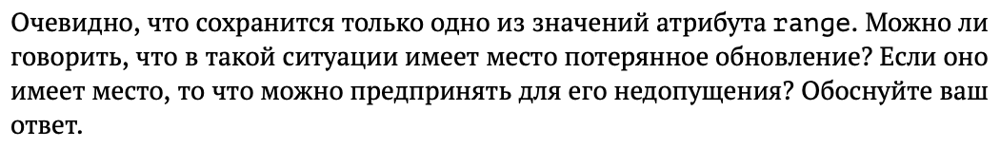 Очевидно, что сохранится только одно из значений атрибута range. Можно ли
говорить, что в такой ситуации имеет место потерянное обновление? Если оно
имеет место, то что можно предпринять для его недопущения? Обоснуйте ваш
ответ.